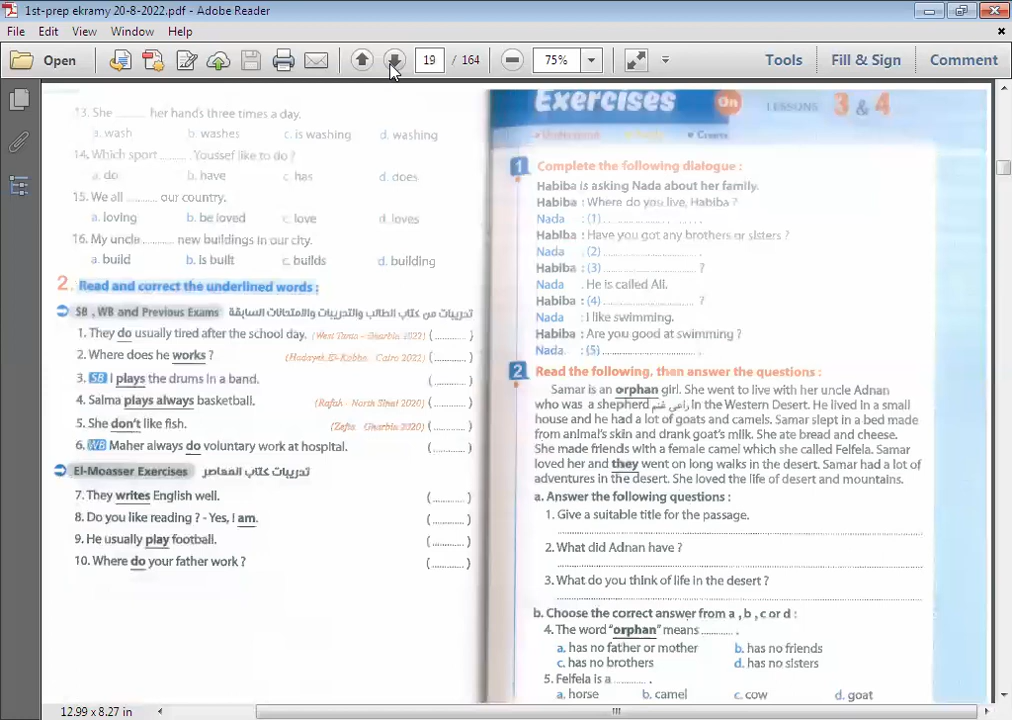 1st-prep ekramy 20-8-2022.pdf - Adobe Reader
File Edit View Window Help
Open 19 / 164 75% Tools Fill & Sign Comment
13. She ...... her hands three times a day.
a. wash b. washes c. is washing d. washing
14. Which sport ......... Youssef like to do ?
a. do b. have c. has d. does
15. We all .......... our country.
a. loving b. be loved c. love d. loves
16. My uncle .......... new buildings in our city.
a. build b. is built c. builds d. building
2. Read and correct the underlined words :
SB , WB and Previous Exams تدريبات من كتاب الطالب والتدريبات والامتحانات السابقة
1. They do usually tired after the school day. (West Tanta – Gharbia 2022) (..........)
2. Where does he works ? (Hadayek El-Kobba – Cairo 2022) (..........)
3. SB I plays the drums in a band. (..........)
4. Salma plays always basketball. (Rafah – North Sinai 2020) (..........)
5. She don't like fish. (Zefta – Gharbia 2020) (..........)
6. WB Maher always do voluntary work at hospital. (..........)
El-Moasser Exercises تدريبات كتاب المعاصر
7. They writes English well. (..........)
8. Do you like reading ? - Yes, I am. (..........)
9. He usually play football. (..........)
10. Where do your father work ? (..........)
Exercises On LESSONS 3 & 4
• Understand • Create
1 Complete the following dialogue :
Habiba is asking Nada about her family.
Habiba : Where do you live, Habiba ?
Nada : (1) .............................. .
Habiba : Have you got any brothers or sisters ?
Nada : (2) .............................. .
Habiba : (3) .............................. ?
Nada : He is called Ali.
Habiba : (4) .............................. ?
Nada : I like swimming.
Habiba : Are you good at swimming ?
Nada : (5) .............................. .
2 Read the following, then answer the questions :
Samar is an orphan girl. She went to live with her uncle Adnan
who was a shepherd راعي غنم in the Western Desert. He lived in a small
house and he had a lot of goats and camels. Samar slept in a bed made
from animal's skin and drank goat's milk. She ate bread and cheese.
She made friends with a female camel which she called Felfela. Samar
loved her and they went on long walks in the desert. Samar had a lot of
adventures in the desert. She loved the life of desert and mountains.
a. Answer the following questions :
1. Give a suitable title for the passage.
2. What did Adnan have ?
3. What do you think of life in the desert ?
b. Choose the correct answer from a , b , c or d :
4. The word "orphan" means .......... .
a. has no father or mother b. has no friends
c. has no brothers d. has no sisters
5. Felfela is a .......... .
a. horse b. camel c. cow d. goat
12.99 x 8.27 in